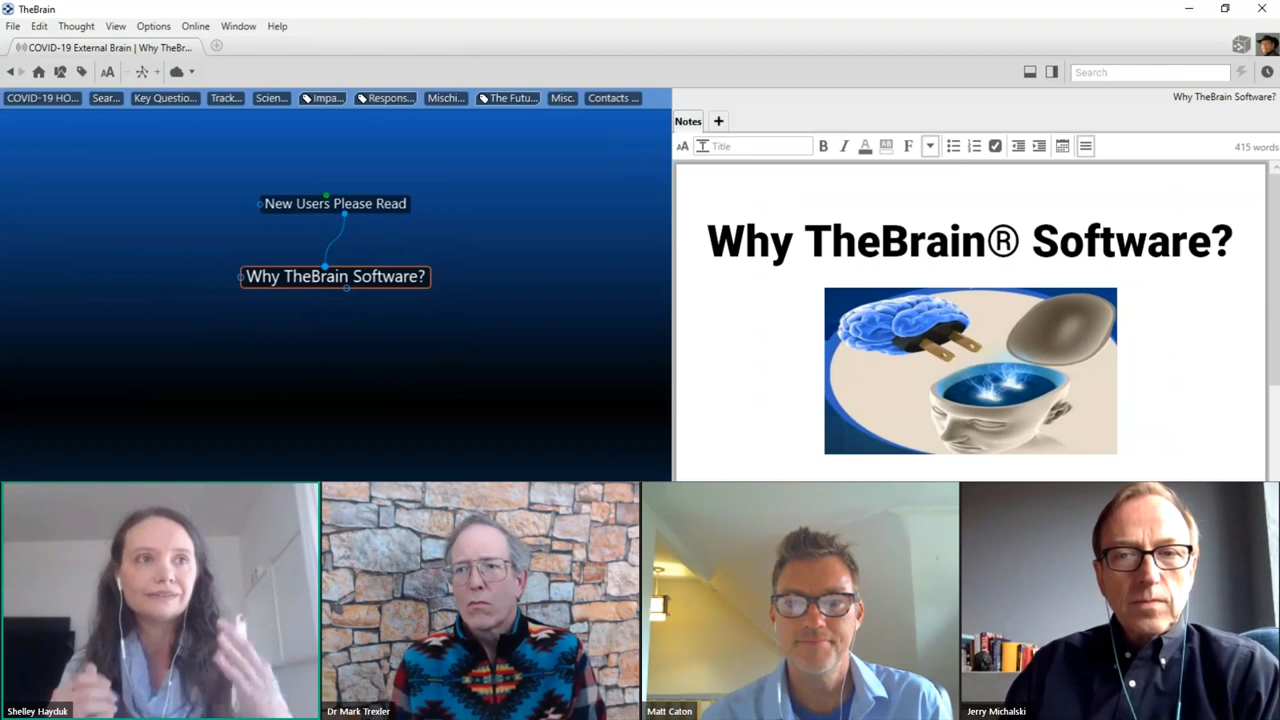 TheBrain
File Edit Thought View Options Online Window Help
COVID-19 External Brain | Why TheBr...
AA
Search
COVID-19 HO... Sear... Key Questio... Track... Scien... Impa... Respons... Mischi... The Futu... Misc. Contacts ...
Why TheBrain Software?
Notes
AA Title B I A AB F 415 words
New Users Please Read
Why TheBrain Software?
Why TheBrain® Software?
Shelley Hayduk
Dr Mark Trexler
Matt Caton
Jerry Michalski